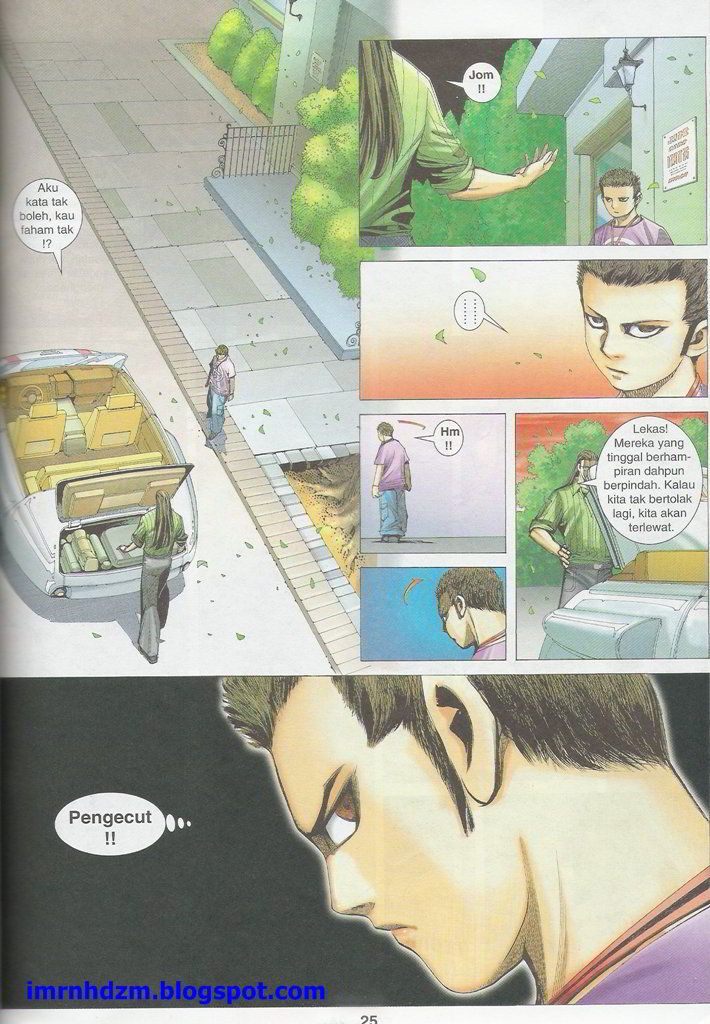 Aku
kata tak
boleh, kau
faham tak
!?
Jom
!!
Hm
!!
Lekas!
Mereka yang
tinggal berham-
piran dahpun
berpindah. Kalau
kita tak bertolak
lagi, kita akan
terlewat.
Pengecut
!!
imrnhdzm.blogspot.com
25